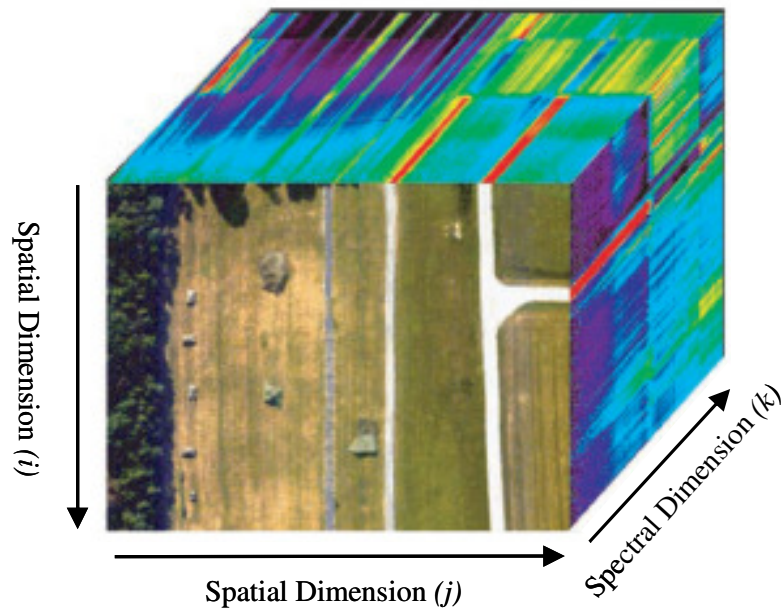 Spatial Dimension (i)
Spatial Dimension (j)
Spectral Dimension (k)